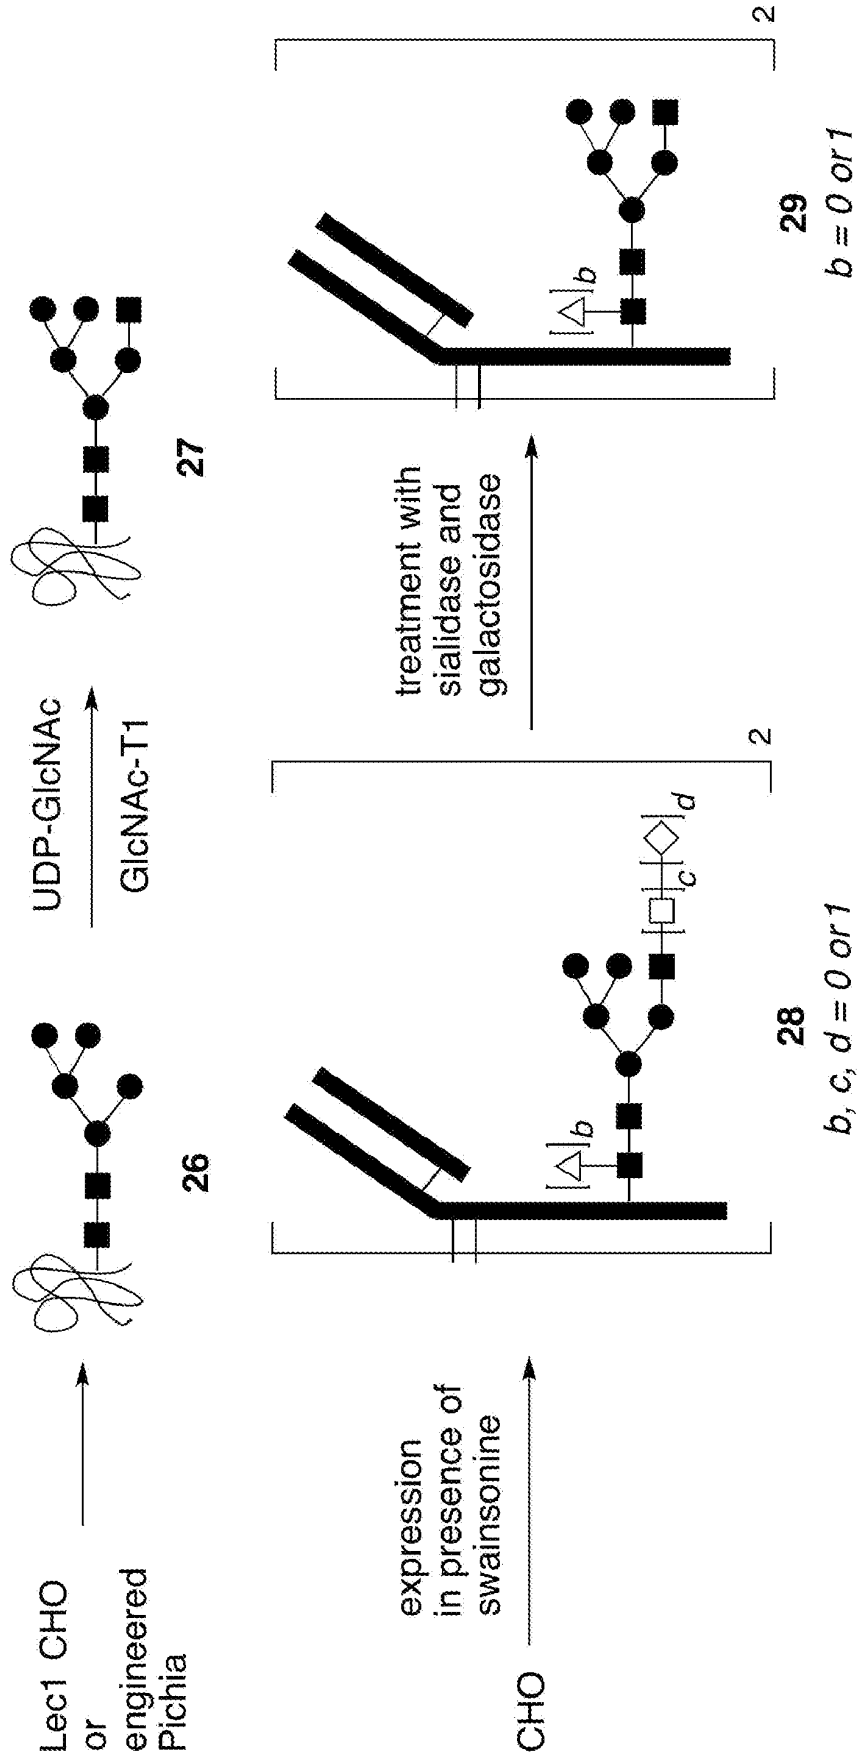 Lec1 CHO
or
engineered
Pichia
26
UDP-GlcNAc
GlcNAc-T1
27
CHO
expression
in presence of
swainsonine
b
c
d
2
28
b, c, d = 0 or 1
treatment with
sialidase and
galactosidase
b
2
29
b = 0 or 1